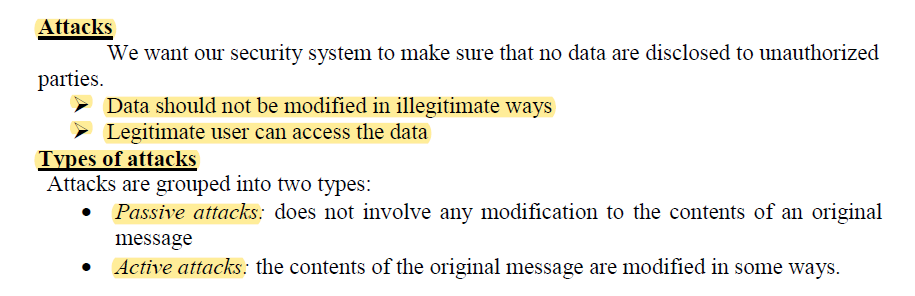 Attacks
We want our security system to make sure that no data are disclosed to unauthorized
parties.
➢ Data should not be modified in illegitimate ways
➢ Legitimate user can access the data
Types of attacks
Attacks are grouped into two types:
• Passive attacks: does not involve any modification to the contents of an original
message
• Active attacks: the contents of the original message are modified in some ways.